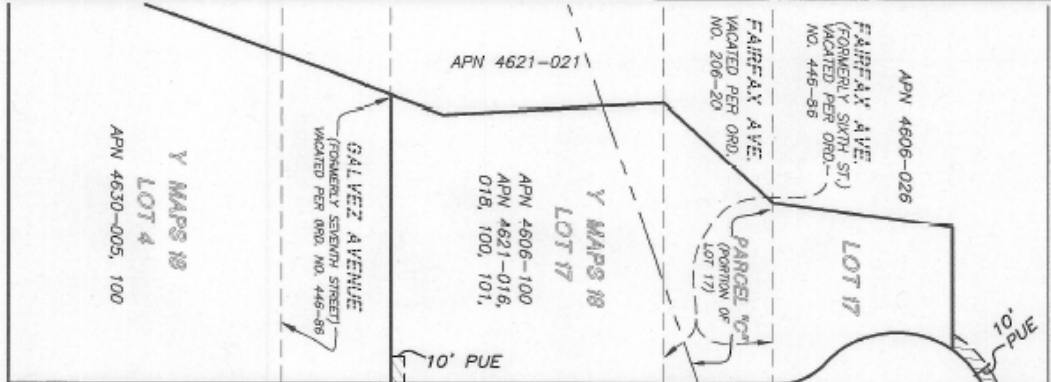 APN 4606-026
FAIRFAX AVE.
(FORMERLY SIXTH ST.)
VACATED PER ORD.
NO. 446-86
FAIRFAX AVE.
VACATED PER ORD.
NO. 206-20
APN 4621-021
LOT 17
PARCEL "C"
(PORTION OF
LOT 17)
10' PUE
Y MAPS 18
LOT 17
APN 4606-100
APN 4621-016,
018, 100, 101,
GALVEZ AVENUE
(FORMERLY SEVENTH STREET)
VACATED PER ORD. NO. 446-86
10' PUE
Y MAPS 18
LOT 4
APN 4630-005, 100